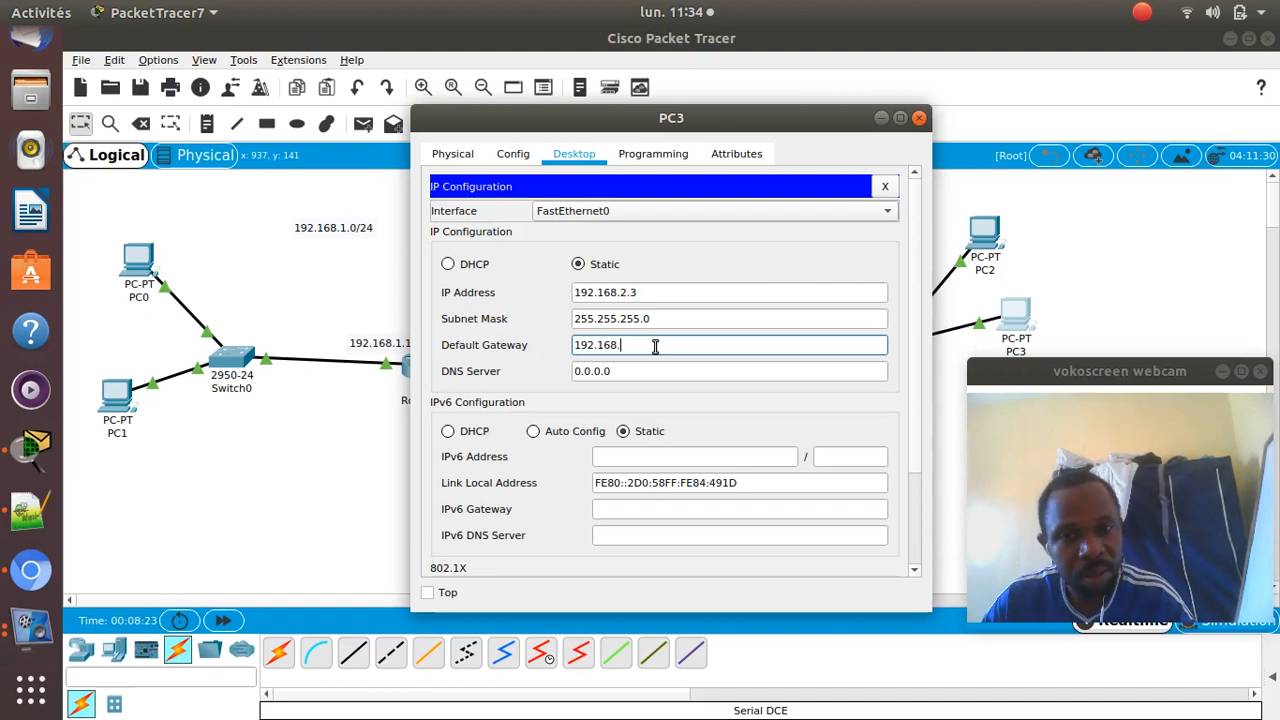 Activités
PacketTracer7
lun. 11:34
Cisco Packet Tracer
File Edit Options View Tools Extensions Help
Logical
Physical
x: 937, y: 141
[Root]
04:11:30
PC3
Physical Config Desktop Programming Attributes
IP Configuration
X
Interface
FastEthernet0
IP Configuration
DHCP
Static
IP Address
192.168.2.3
Subnet Mask
255.255.255.0
Default Gateway
192.168.
DNS Server
0.0.0.0
IPv6 Configuration
DHCP
Auto Config
Static
IPv6 Address
/
Link Local Address
FE80::2D0:58FF:FE84:491D
IPv6 Gateway
IPv6 DNS Server
802.1X
Top
192.168.1.0/24
PC-PT
PC0
192.168.1.1
2950-24
Switch0
PC-PT
PC1
PC-PT
PC2
PC-PT
PC3
vokoscreen webcam
Time: 00:08:23
Realtime
Simulation
Serial DCE